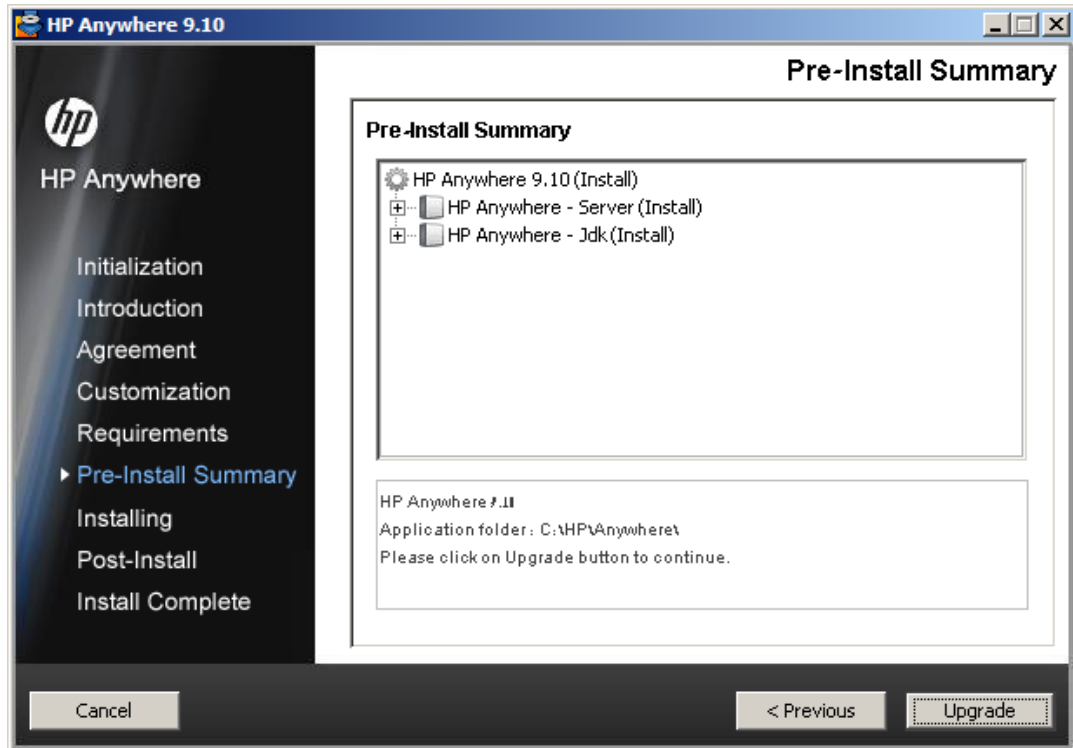 HP Anywhere 9.10
Pre-Install Summary
hp
HP Anywhere
Initialization
Introduction
Agreement
Customization
Requirements
Pre-Install Summary
Installing
Post-Install
Install Complete
Pre-Install Summary
HP Anywhere 9.10 (Install)
HP Anywhere - Server (Install)
HP Anywhere - Jdk (Install)
HP Anywhere
Application folder: C:\HP\Anywhere\
Please click on Upgrade button to continue.
Cancel
< Previous
Upgrade